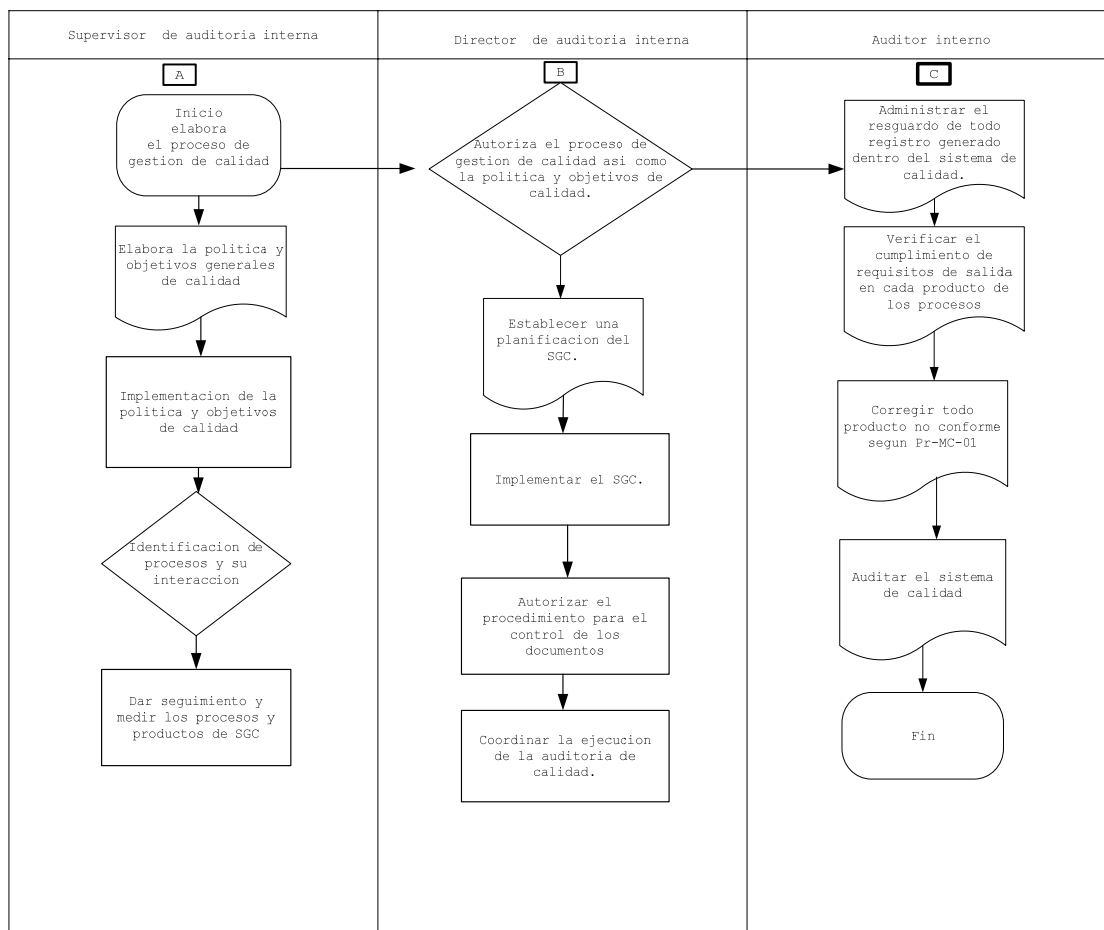 Supervisor de auditoria interna
Director de auditoria interna
Auditor interno
A
Inicio
elabora
el proceso de
gestion de calidad
Elabora la politica y
objetivos generales
de calidad
Implementacion de la
politica y objetivos
de calidad
Identificacion de
procesos y su
interaccion
Dar seguimiento y
medir los procesos y
productos de SGC
B
Autoriza el proceso de
gestion de calidad asi como
la politica y objetivos de
calidad.
Establecer una
planificacion del
SGC.
Implementar el SGC.
Autorizar el
procedimiento para el
control de los
documentos
Coordinar la ejecucion
de la auditoria de
calidad.
C
Administrar el
resguardo de todo
registro generado
dentro del sistema de
calidad.
Verificar el
cumplimiento de
requisitos de salida
en cada producto de
los procesos
Corregir todo
producto no conforme
segun Pr-MC-01
Auditar el sistema
de calidad
Fin